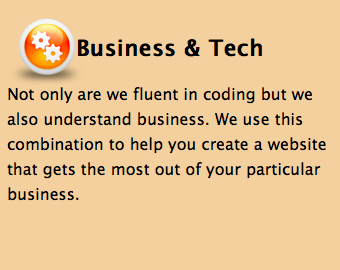 Business & Tech
Not only are we fluent in coding but we
also understand business. We use this
combination to help you create a website
that gets the most out of your particular
business.